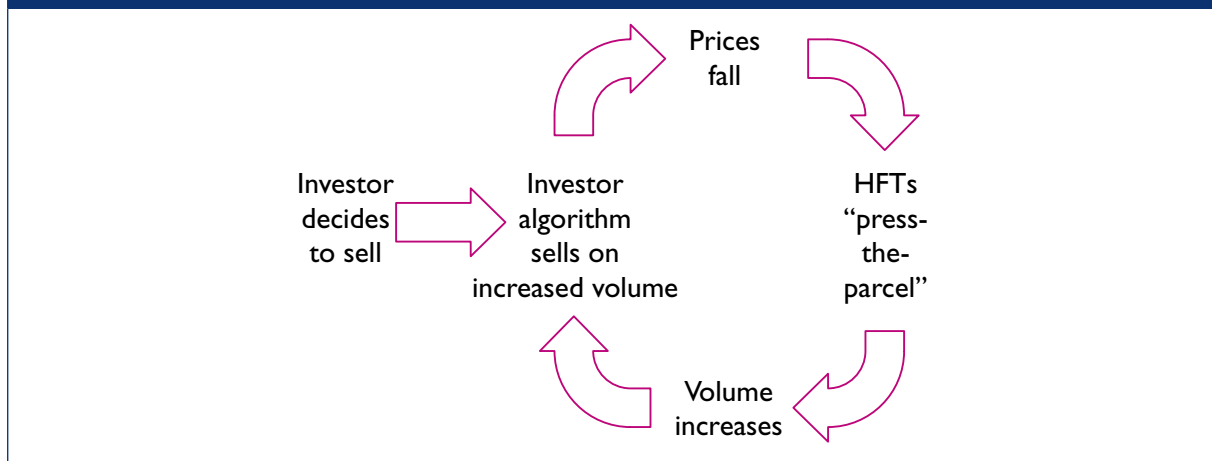 Prices
fall
Investor
decides
to sell
Investor
algorithm
sells on
increased volume
HFTs
“press-
the-
parcel”
Volume
increases